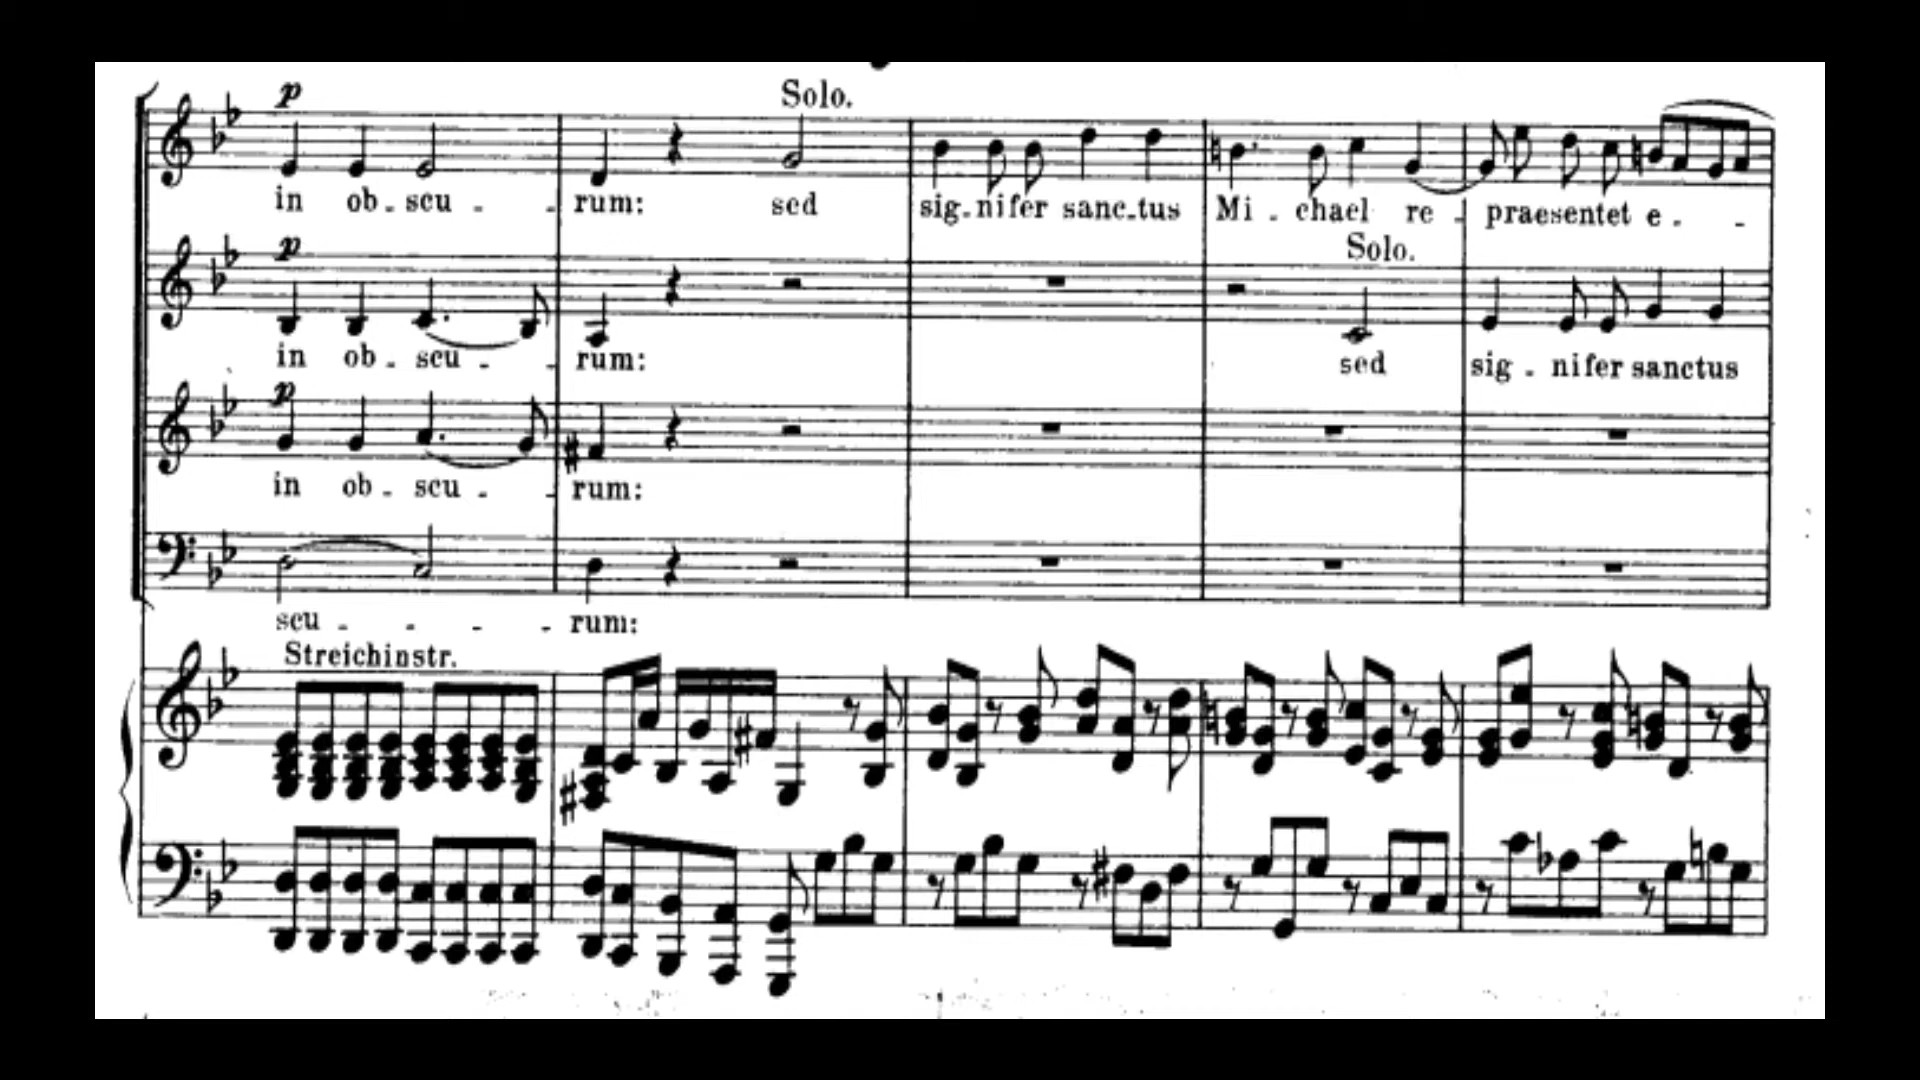 p
Solo.
in ob - scu - - rum: sed sig - nifer sanc - tus Mi - chael re - praesentet e - -
p
Solo.
in ob - scu - - rum: sed sig - nifer sanctus
p
in ob - scu - - rum:
scu - - - - rum:
Streichinstr.